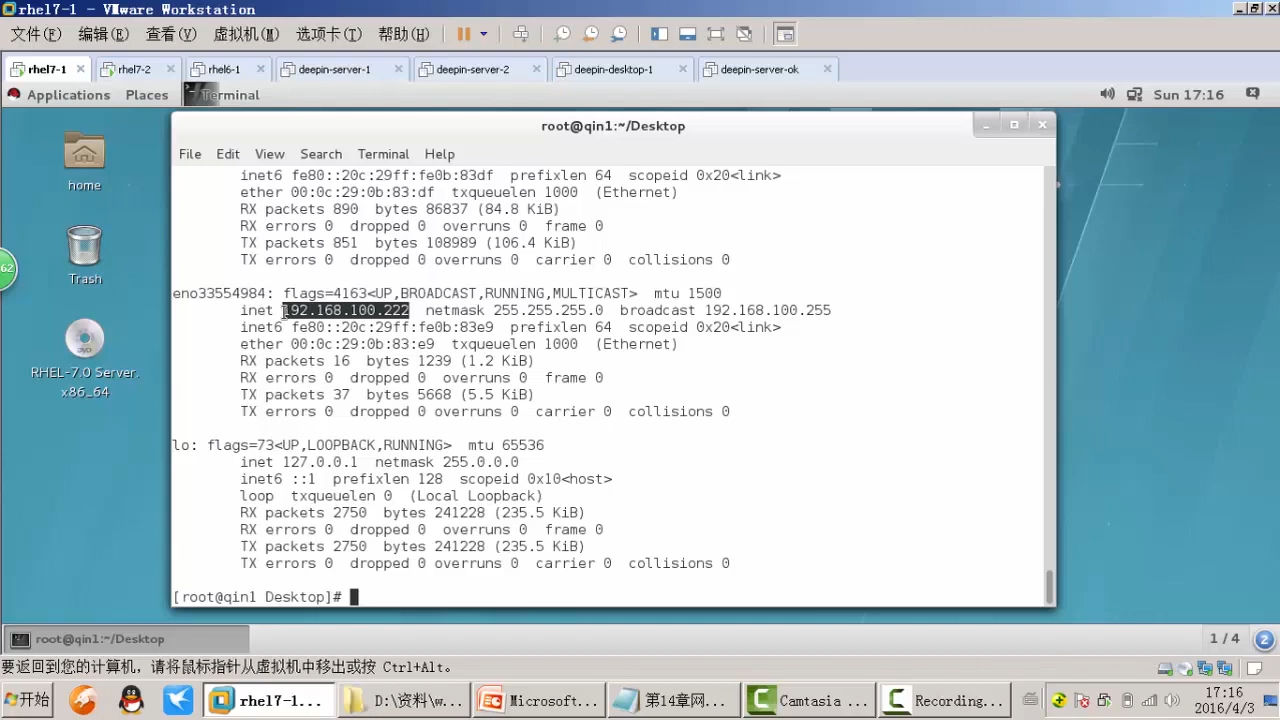 rhel7-1 - VMware Workstation
文件(F) 编辑(E) 查看(V) 虚拟机(M) 选项卡(T) 帮助(H)
rhel7-1 rhel7-2 rhel6-1 deepin-server-1 deepin-server-2 deepin-desktop-1 deepin-server-ok
Applications Places Terminal Sun 17:16
root@qin1:~/Desktop
File Edit View Search Terminal Help
home
Trash
RHEL-7.0 Server.
x86_64
62
inet6 fe80::20c:29ff:fe0b:83df prefixlen 64 scopeid 0x20<link>
ether 00:0c:29:0b:83:df txqueuelen 1000 (Ethernet)
RX packets 890 bytes 86837 (84.8 KiB)
RX errors 0 dropped 0 overruns 0 frame 0
TX packets 851 bytes 108989 (106.4 KiB)
TX errors 0 dropped 0 overruns 0 carrier 0 collisions 0
eno33554984: flags=4163<UP,BROADCAST,RUNNING,MULTICAST> mtu 1500
inet 192.168.100.222 netmask 255.255.255.0 broadcast 192.168.100.255
inet6 fe80::20c:29ff:fe0b:83e9 prefixlen 64 scopeid 0x20<link>
ether 00:0c:29:0b:83:e9 txqueuelen 1000 (Ethernet)
RX packets 16 bytes 1239 (1.2 KiB)
RX errors 0 dropped 0 overruns 0 frame 0
TX packets 37 bytes 5668 (5.5 KiB)
TX errors 0 dropped 0 overruns 0 carrier 0 collisions 0
lo: flags=73<UP,LOOPBACK,RUNNING> mtu 65536
inet 127.0.0.1 netmask 255.0.0.0
inet6 ::1 prefixlen 128 scopeid 0x10<host>
loop txqueuelen 0 (Local Loopback)
RX packets 2750 bytes 241228 (235.5 KiB)
RX errors 0 dropped 0 overruns 0 frame 0
TX packets 2750 bytes 241228 (235.5 KiB)
TX errors 0 dropped 0 overruns 0 carrier 0 collisions 0
[root@qin1 Desktop]#
root@qin1:~/Desktop 1 / 4 2
要返回到您的计算机，请将鼠标指针从虚拟机中移出或按 Ctrl+Alt。
开始 rhel7-1... D:\资料\w... Microsoft... 第14章网... Camtasia ... Recording... 17:16
2016/4/3